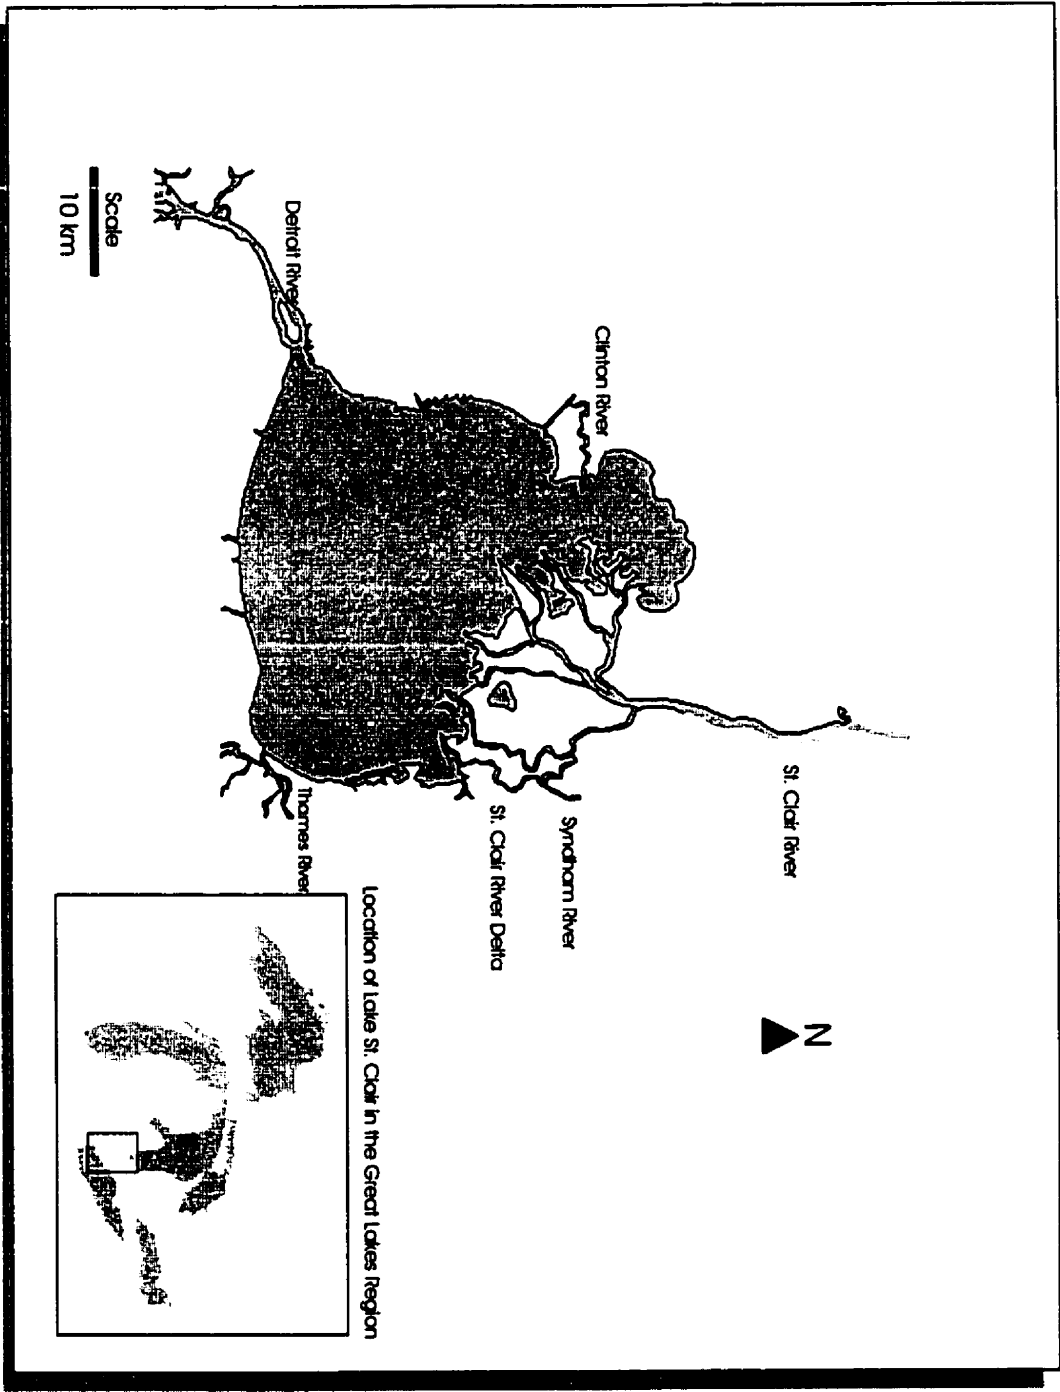 N
St. Clair River
Clinton River
Syndham River
St. Clair River Delta
Detroit River
Thames River
Location of Lake St. Clair in the Great Lakes Region
Scale
10 km